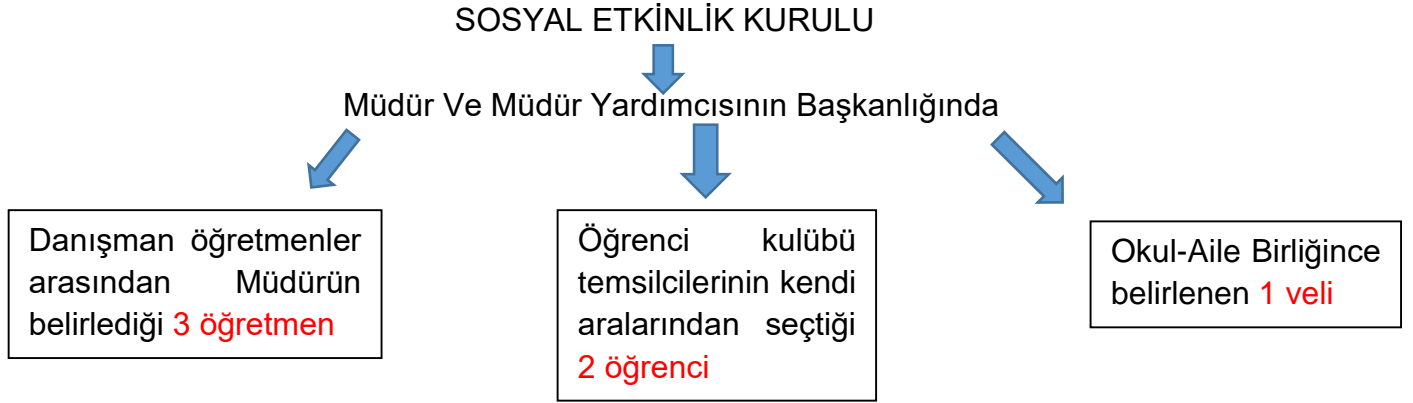 SOSYAL ETKİNLİK KURULU
Müdür Ve Müdür Yardımcısının Başkanlığında
Danışman öğretmenler
arasından Müdürün
belirlediği 3 öğretmen
Öğrenci kulübü
temsilcilerinin kendi
aralarından seçtiği
2 öğrenci
Okul-Aile Birliğince
belirlenen 1 veli